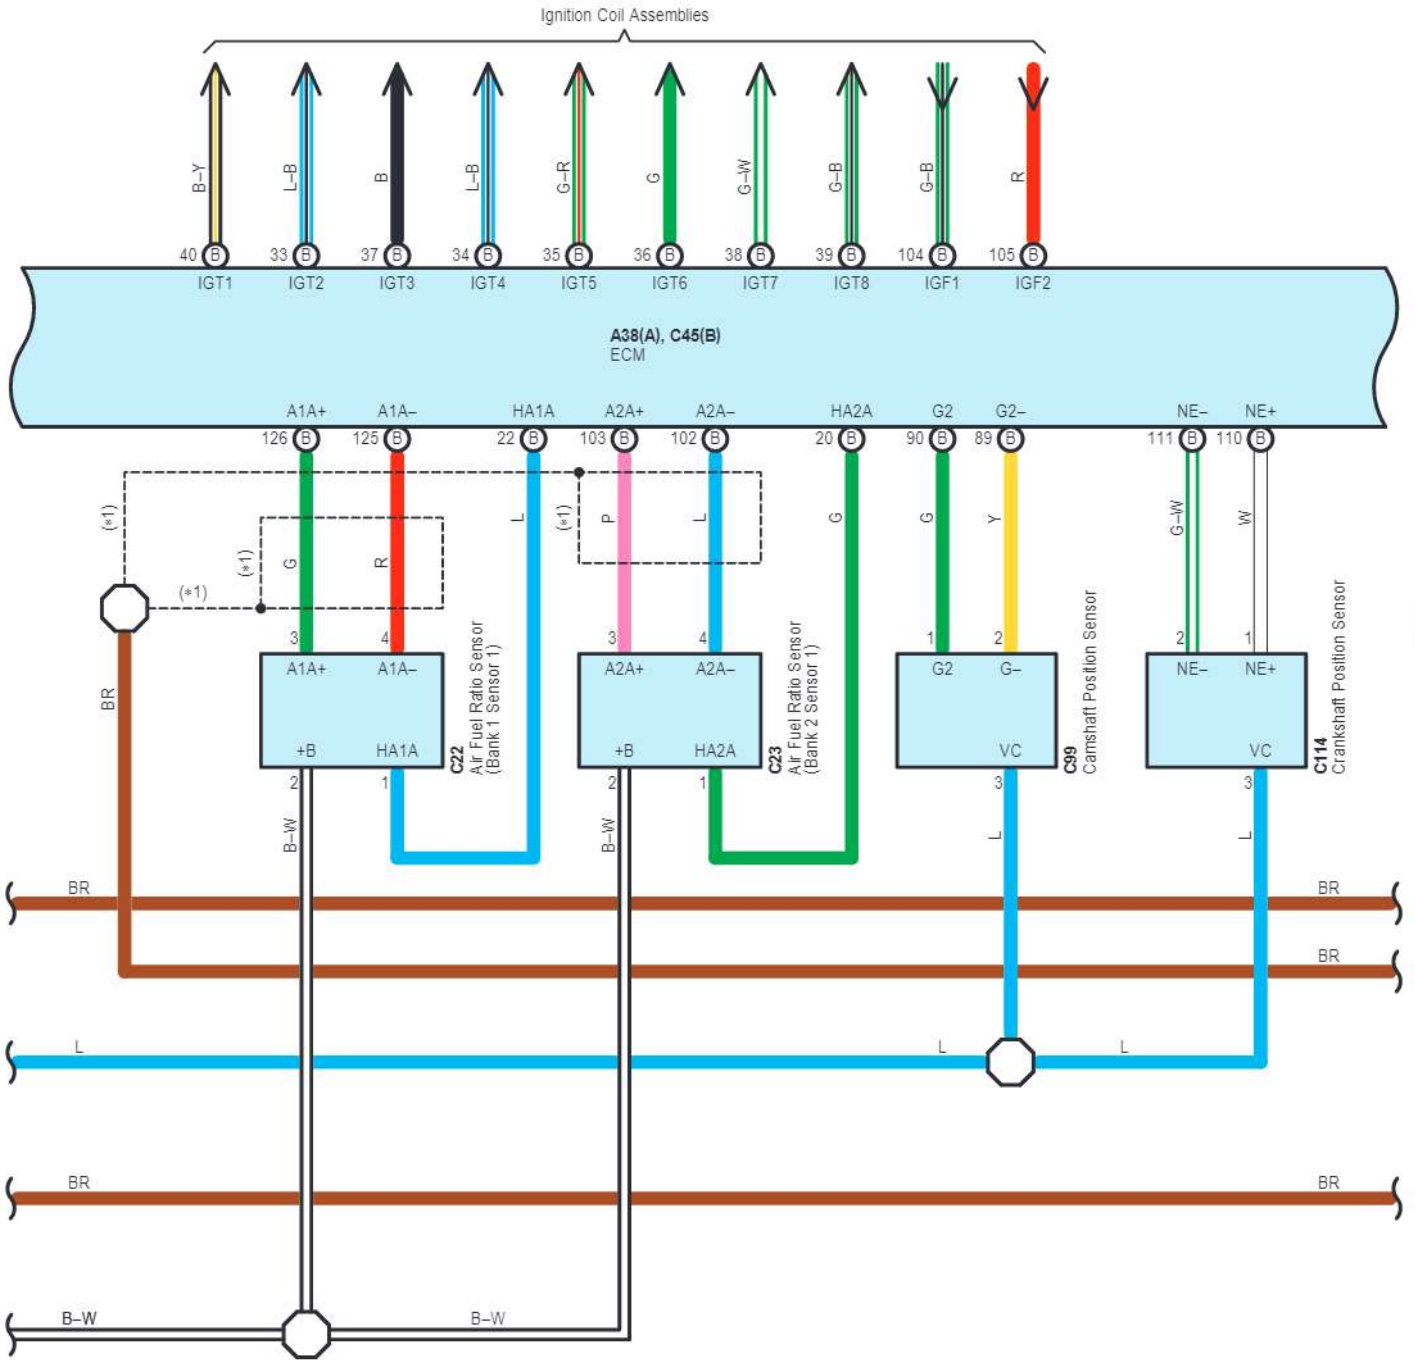 Ignition Coil Assemblies
B–Y L–B B L–B G–R G G–W G–B G–B R
40 B 33 B 37 B 34 B 35 B 36 B 38 B 39 B 104 B 105 B
IGT1 IGT2 IGT3 IGT4 IGT5 IGT6 IGT7 IGT8 IGF1 IGF2
A38(A), C45(B)
ECM
A1A+ A1A– HA1A A2A+ A2A– HA2A G2 G2– NE– NE+
126 B 125 B 22 B 103 B 102 B 20 B 90 B 89 B 111 B 110 B
(*1) L (*1) P L G G Y G–W W
(*1) G R
(*1)
3 4 3 4 1 2 2 1
A1A+ A1A– A2A+ A2A– G2 G– NE– NE+
BR
+B HA1A +B HA2A VC VC
C22
Air Fuel Ratio Sensor
(Bank 1 Sensor 1)
C23
Air Fuel Ratio Sensor
(Bank 2 Sensor 1)
C99
Camshaft Position Sensor
C114
Crankshaft Position Sensor
2 1 2 1 3 3
B–W B–W L L
BR BR
BR
L L L
BR BR
B–W B–W